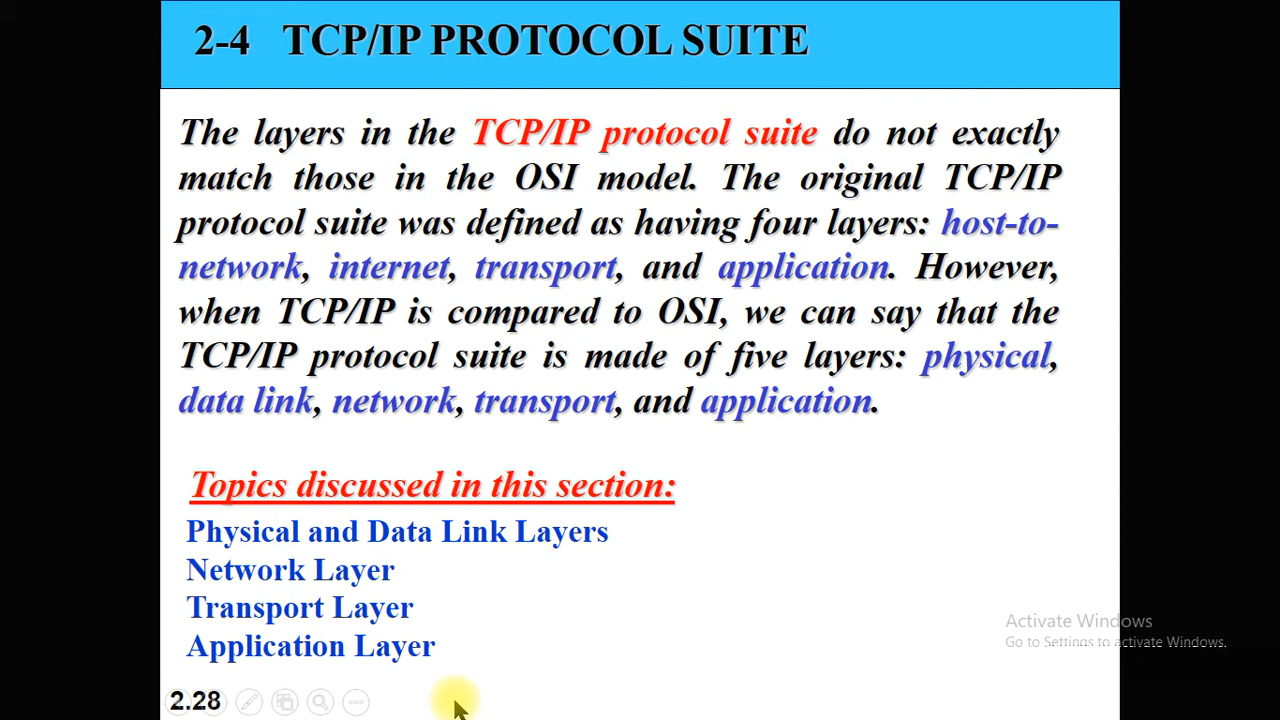 2-4 TCP/IP PROTOCOL SUITE
The layers in the TCP/IP protocol suite do not exactly
match those in the OSI model. The original TCP/IP
protocol suite was defined as having four layers: host-to-
network, internet, transport, and application. However,
when TCP/IP is compared to OSI, we can say that the
TCP/IP protocol suite is made of five layers: physical,
data link, network, transport, and application.
Topics discussed in this section:
Physical and Data Link Layers
Network Layer
Transport Layer
Application Layer
Activate Windows
Go to Settings to activate Windows.
2.28